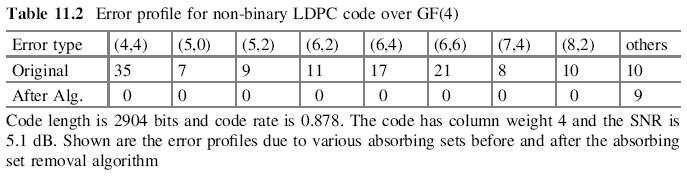 Table 11.2 Error profile for non-binary LDPC code over GF(4)
Error type (4,4) (5,0) (5,2) (6,2) (6,4) (6,6) (7,4) (8,2) others
Original 35 7 9 11 17 21 8 10 10
After Alg. 0 0 0 0 0 0 0 0 9
Code length is 2904 bits and code rate is 0.878. The code has column weight 4 and the SNR is
5.1 dB. Shown are the error profiles due to various absorbing sets before and after the absorbing
set removal algorithm